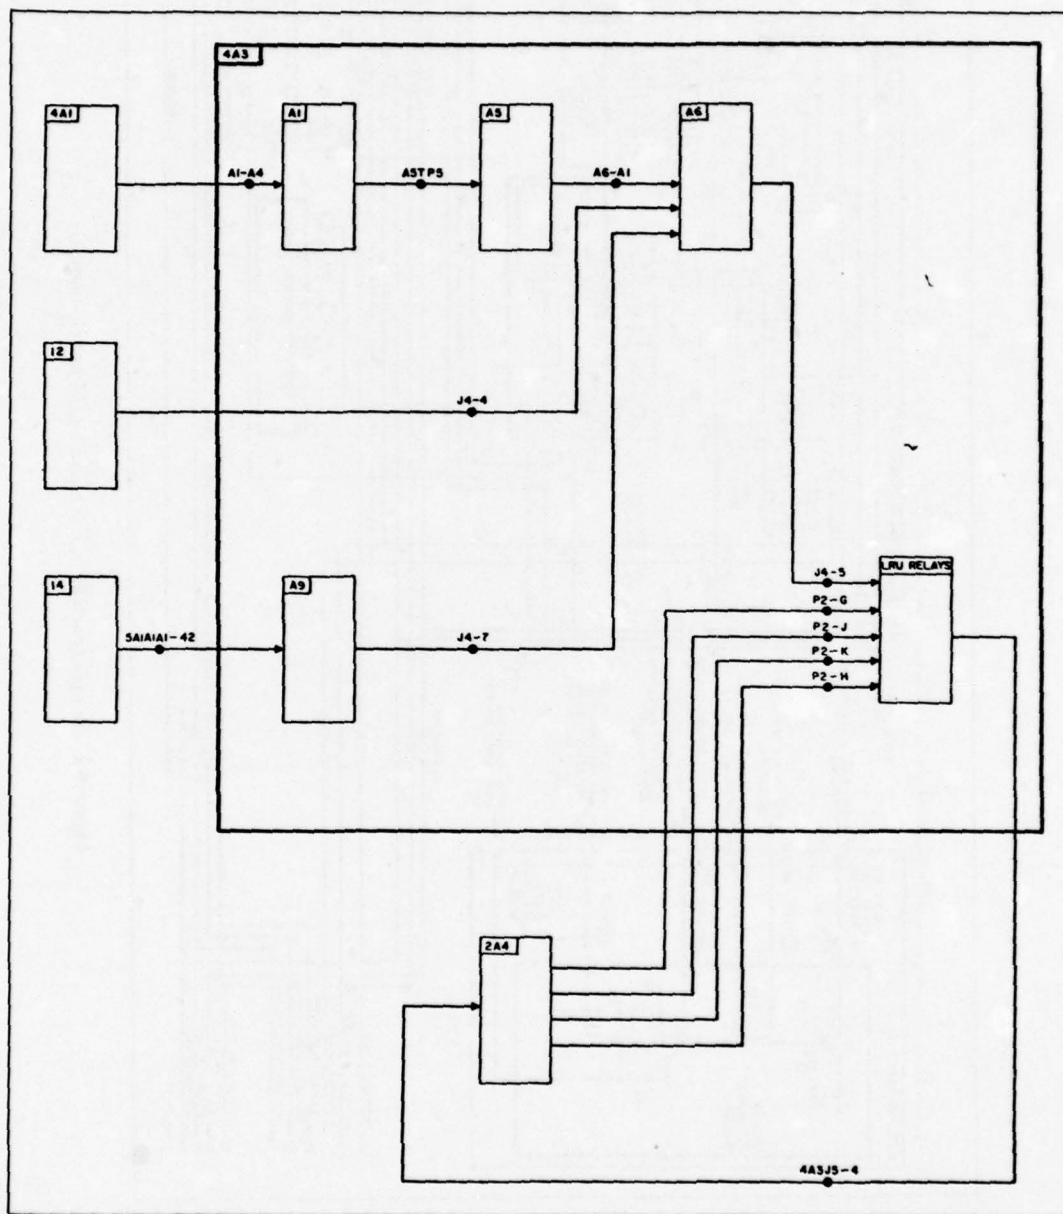 4A3
4A1
A1
A5
A6
A1-A4
A5TP5
A6-A1
12
J4-4
14
A9
5A1A1A1-42
J4-7
LRU RELAYS
J4-5
P2-G
P2-J
P2-K
P2-H
2A4
4A3J5-4